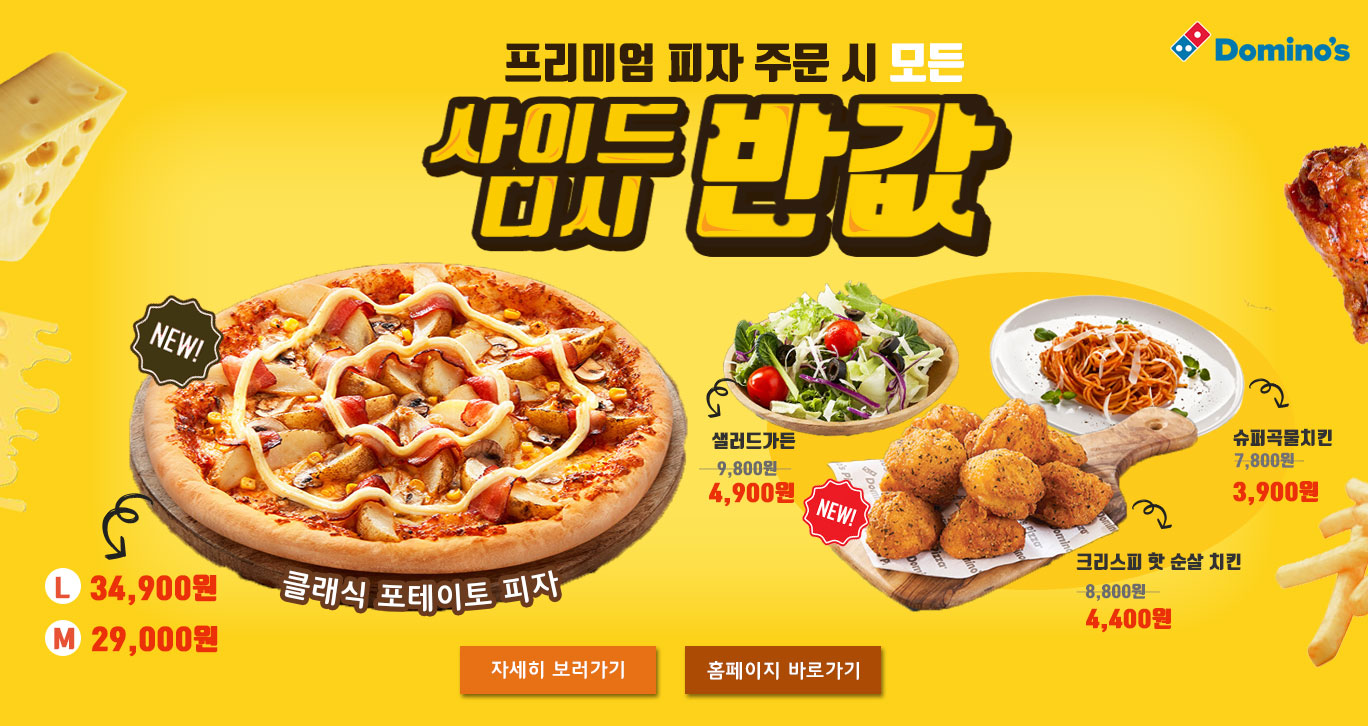 Domino's
프리미엄 피자 주문 시 모든
사이드
디시
반값
NEW!
클래식 포테이토 피자
L 34,900원
M 29,000원
샐러드가든
9,800원
4,900원
슈퍼곡물치킨
7,800원
3,900원
NEW!
크리스피 핫 순살 치킨
8,800원
4,400원
자세히 보러가기
홈페이지 바로가기